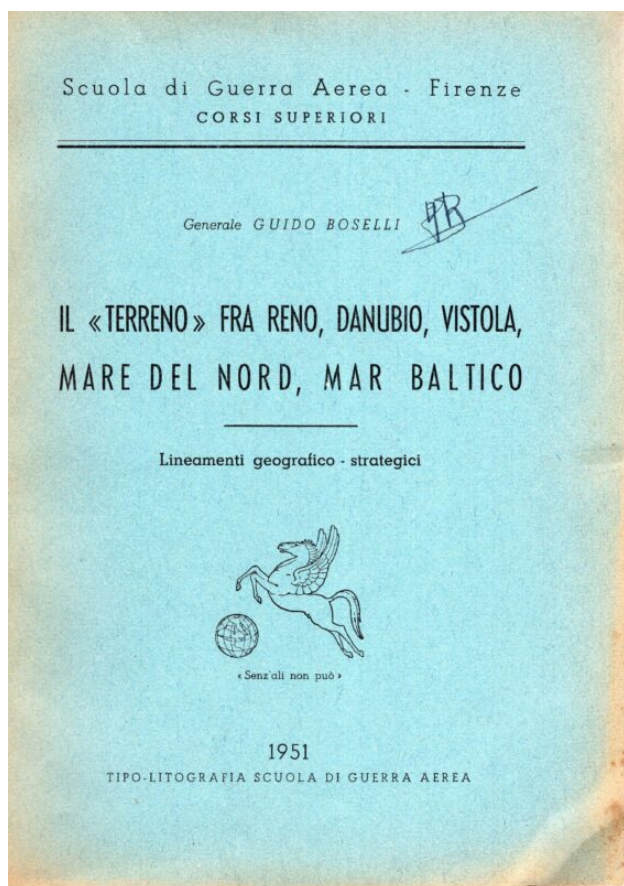 Scuola di Guerra Aerea - Firenze
CORSI SUPERIORI
Generale GUIDO BOSELLI
IL «TERRENO» FRA RENO, DANUBIO, VISTOLA,
MARE DEL NORD, MAR BALTICO
Lineamenti geografico - strategici
«Senz'ali non può»
1951
TIPO-LITOGRAFIA SCUOLA DI GUERRA AEREA